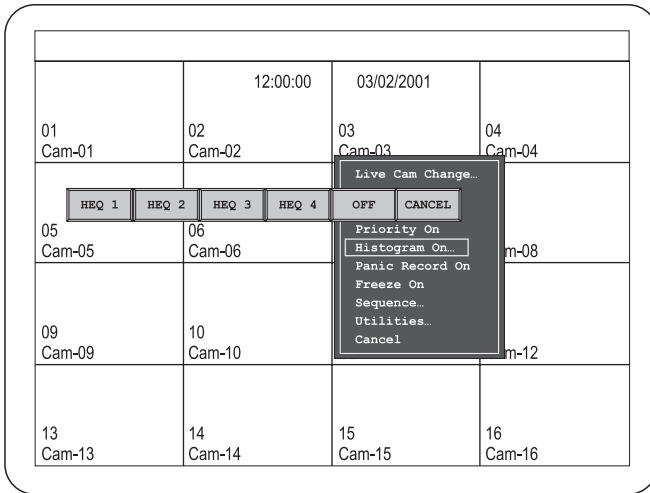 12:00:00 03/02/2001
01 02 03 04
Cam-01 Cam-02 Cam-03 Cam-04
Live Cam Change…
HEQ 1 HEQ 2 HEQ 3 HEQ 4 OFF CANCEL
05 06
Priority On
Cam-05 Cam-06 m-08
Histogram On…
Panic Record On
Freeze On
Sequence…
Utilities…
09 10
Cancel
Cam-09 Cam-10 m-12
13 14 15 16
Cam-13 Cam-14 Cam-15 Cam-16